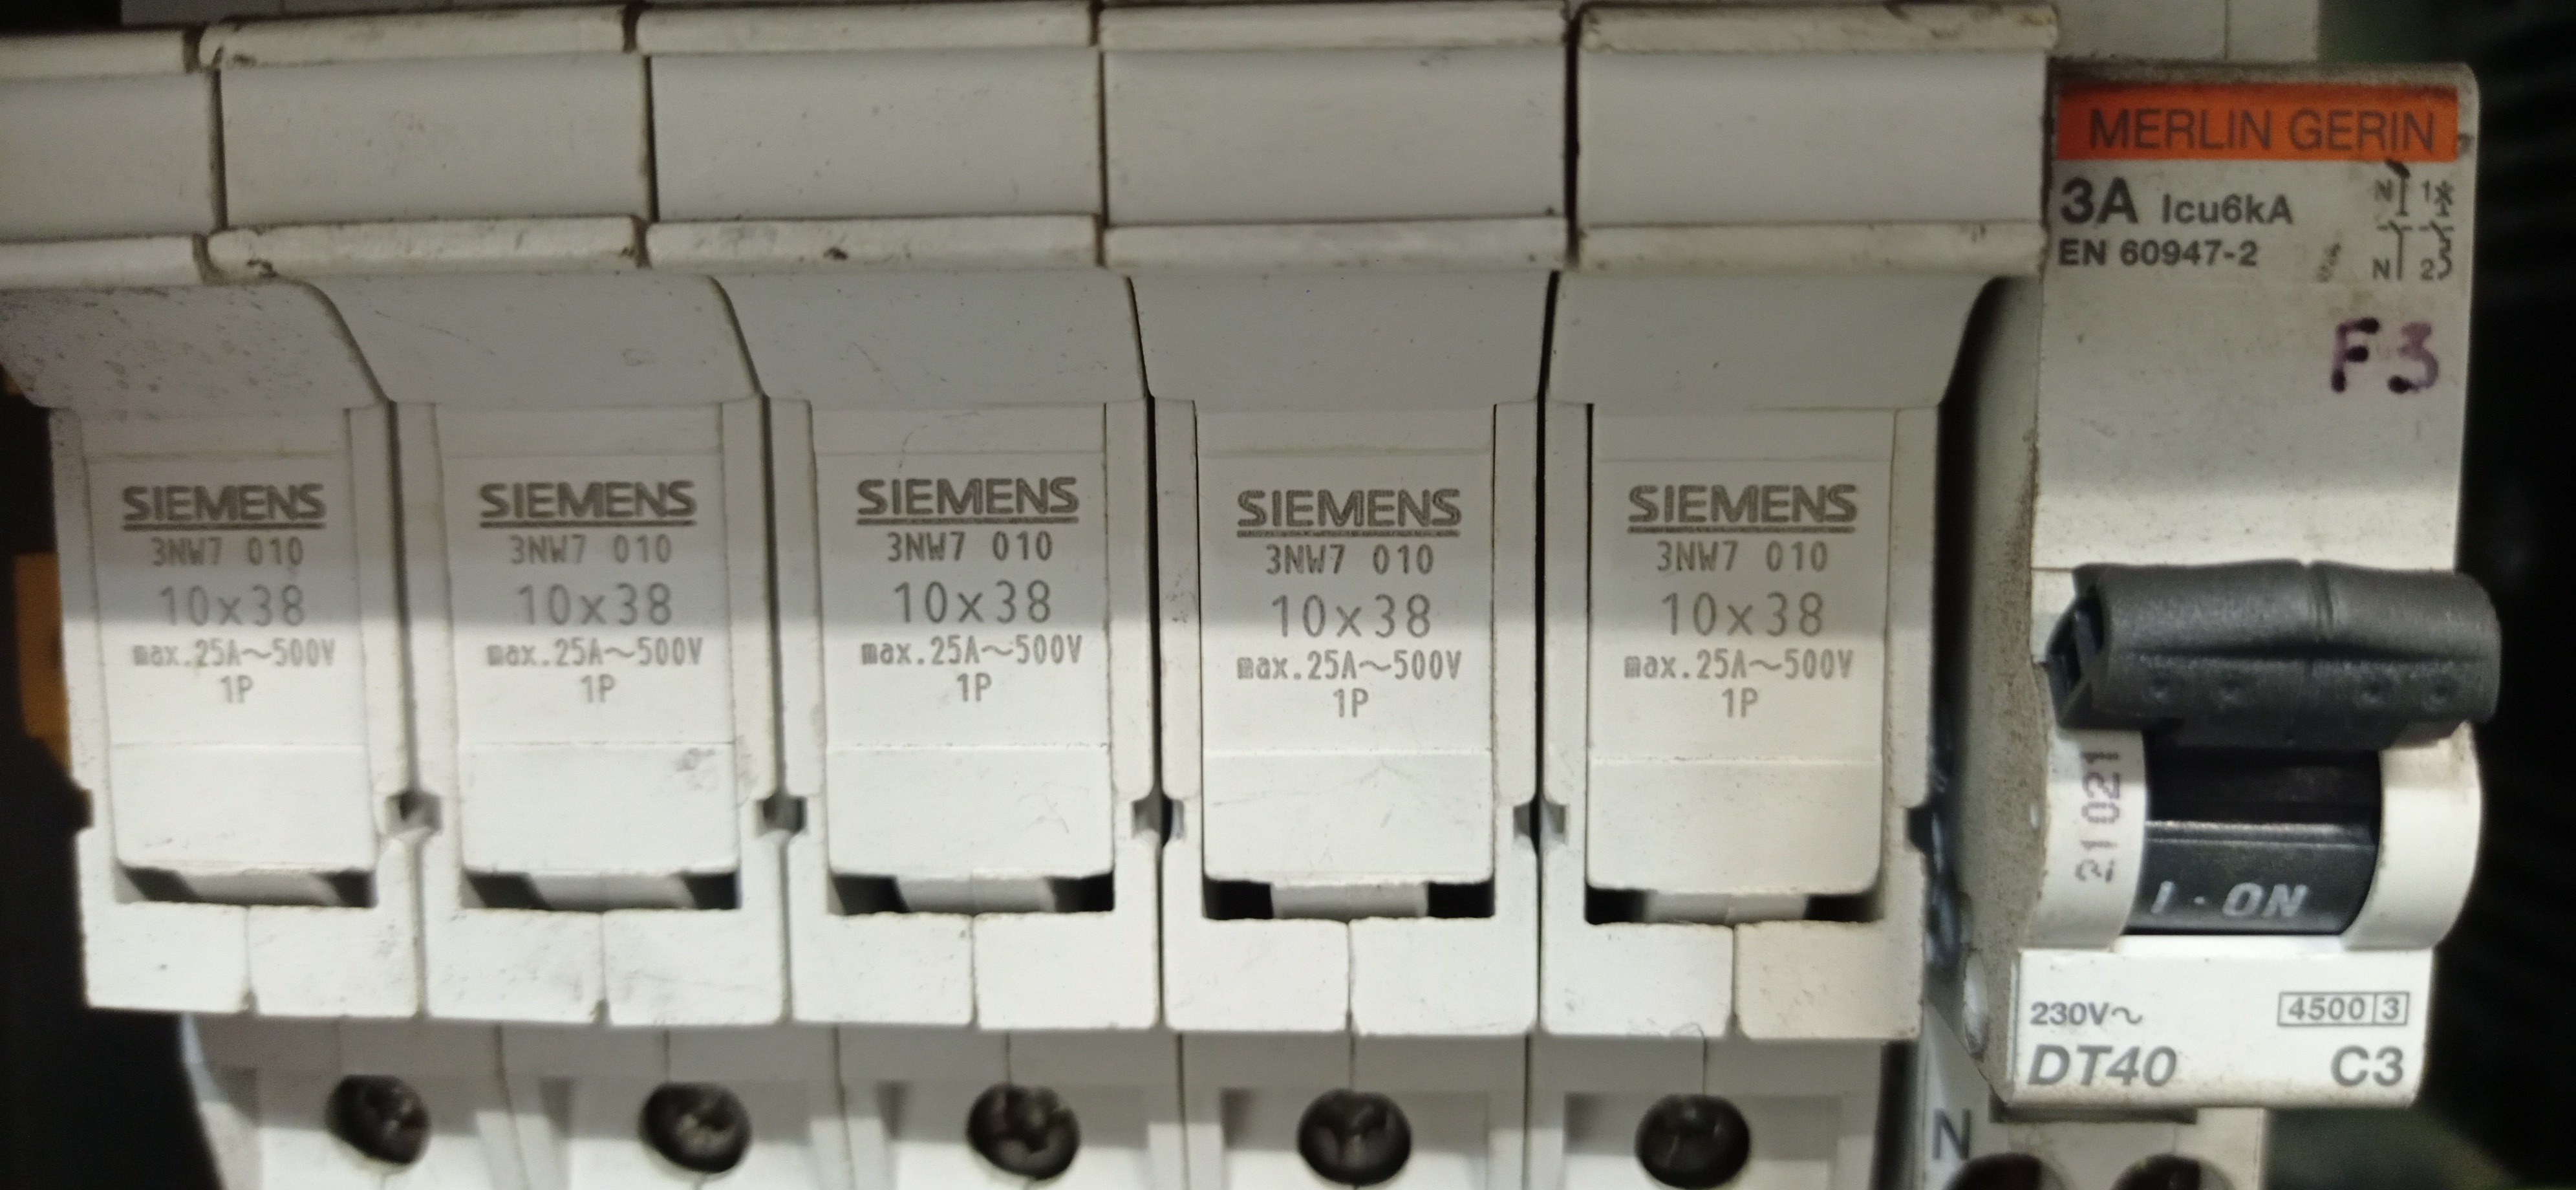 SIEMENS
3NW7 010
10x38
max.25A~500V
1P
SIEMENS
3NW7 010
10x38
max.25A~500V
1P
SIEMENS
3NW7 010
10x38
max.25A~500V
1P
SIEMENS
3NW7 010
10x38
max.25A~500V
1P
SIEMENS
3NW7 010
10x38
max.25A~500V
1P
MERLIN GERIN
3A Icu6kA
EN 60947-2
N 1
N 2
F3
21021
I · ON
230V~
4500 3
DT40 C3
N